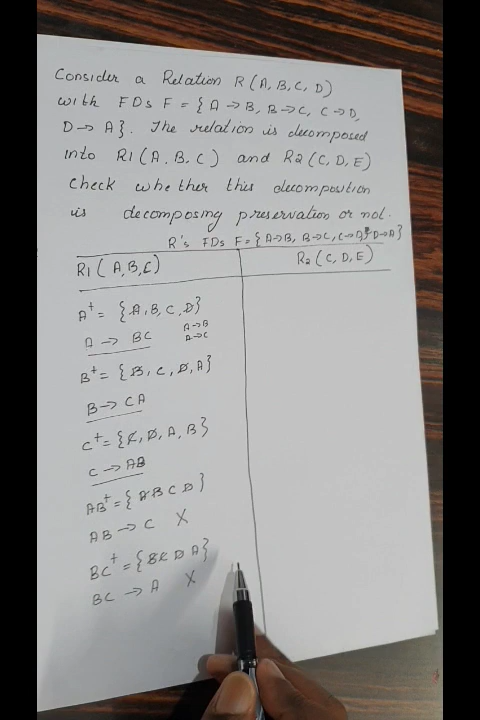 Consider a Relation R (A, B, C, D)
with FDs F = { A → B, B → C, C → D,
D → A}. The relation is decomposed
into R1 (A, B, C) and R2 (C, D, E)
Check whether this decomposition
is decomposing preservation or not.
R's FDs F = {A→B, B→C, C→D, D→A}
R1 ( A, B, C)
R2 ( C, D, E)
A+ = { A, B, C, D}
A → BC
A→B
A→C
B+ = { B, C, D, A}
B → CA
C+ = { C, D, A, B}
C → AB
AB+ = { A B C D }
AB → C X
BC+ = { B C D A}
BC → A X